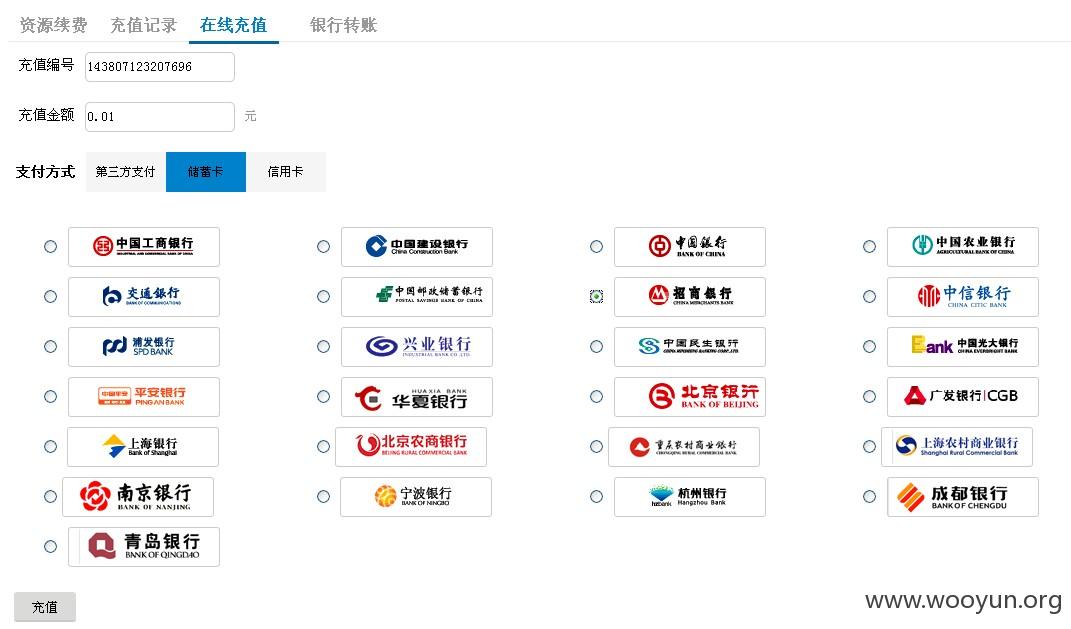 资源续费 充值记录 在线充值 银行转账
充值编号 143807123207696
充值金额 0.01 元
支付方式 第三方支付 储蓄卡 信用卡
中国工商银行 INDUSTRIAL AND COMMERCIAL BANK OF CHINA
中国建设银行 China Construction Bank
中国银行 BANK OF CHINA
中国农业银行 AGRICULTURAL BANK OF CHINA
交通银行 BANK OF COMMUNICATIONS
中国邮政储蓄银行 POSTAL SAVINGS BANK OF CHINA
招商银行 CHINA MERCHANTS BANK
中信银行 CHINA CITIC BANK
浦发银行 SPD BANK
兴业银行 INDUSTRIAL BANK CO.,LTD.
中国民生银行 CHINA MINSHENG BANKING CORP.,LTD.
Bank 中国光大银行 CHINA EVERBRIGHT BANK
中国平安 平安银行 PING AN BANK
HUA XIA BANK 华夏银行
北京银行 BANK OF BEIJING
广发银行|CGB
上海银行 Bank of Shanghai
北京农商银行 BEIJING RURAL COMMERCIAL BANK
重庆农村商业银行 CHONGQING RURAL COMMERCIAL BANK
上海农村商业银行 Shanghai Rural Commercial Bank
南京银行 BANK OF NANJING
宁波银行 BANK OF NINGBO
杭州银行 Hangzhou Bank hzbank
成都银行 BANK OF CHENGDU
青岛银行 BANK OF QINGDAO
充值
www.wooyun.org